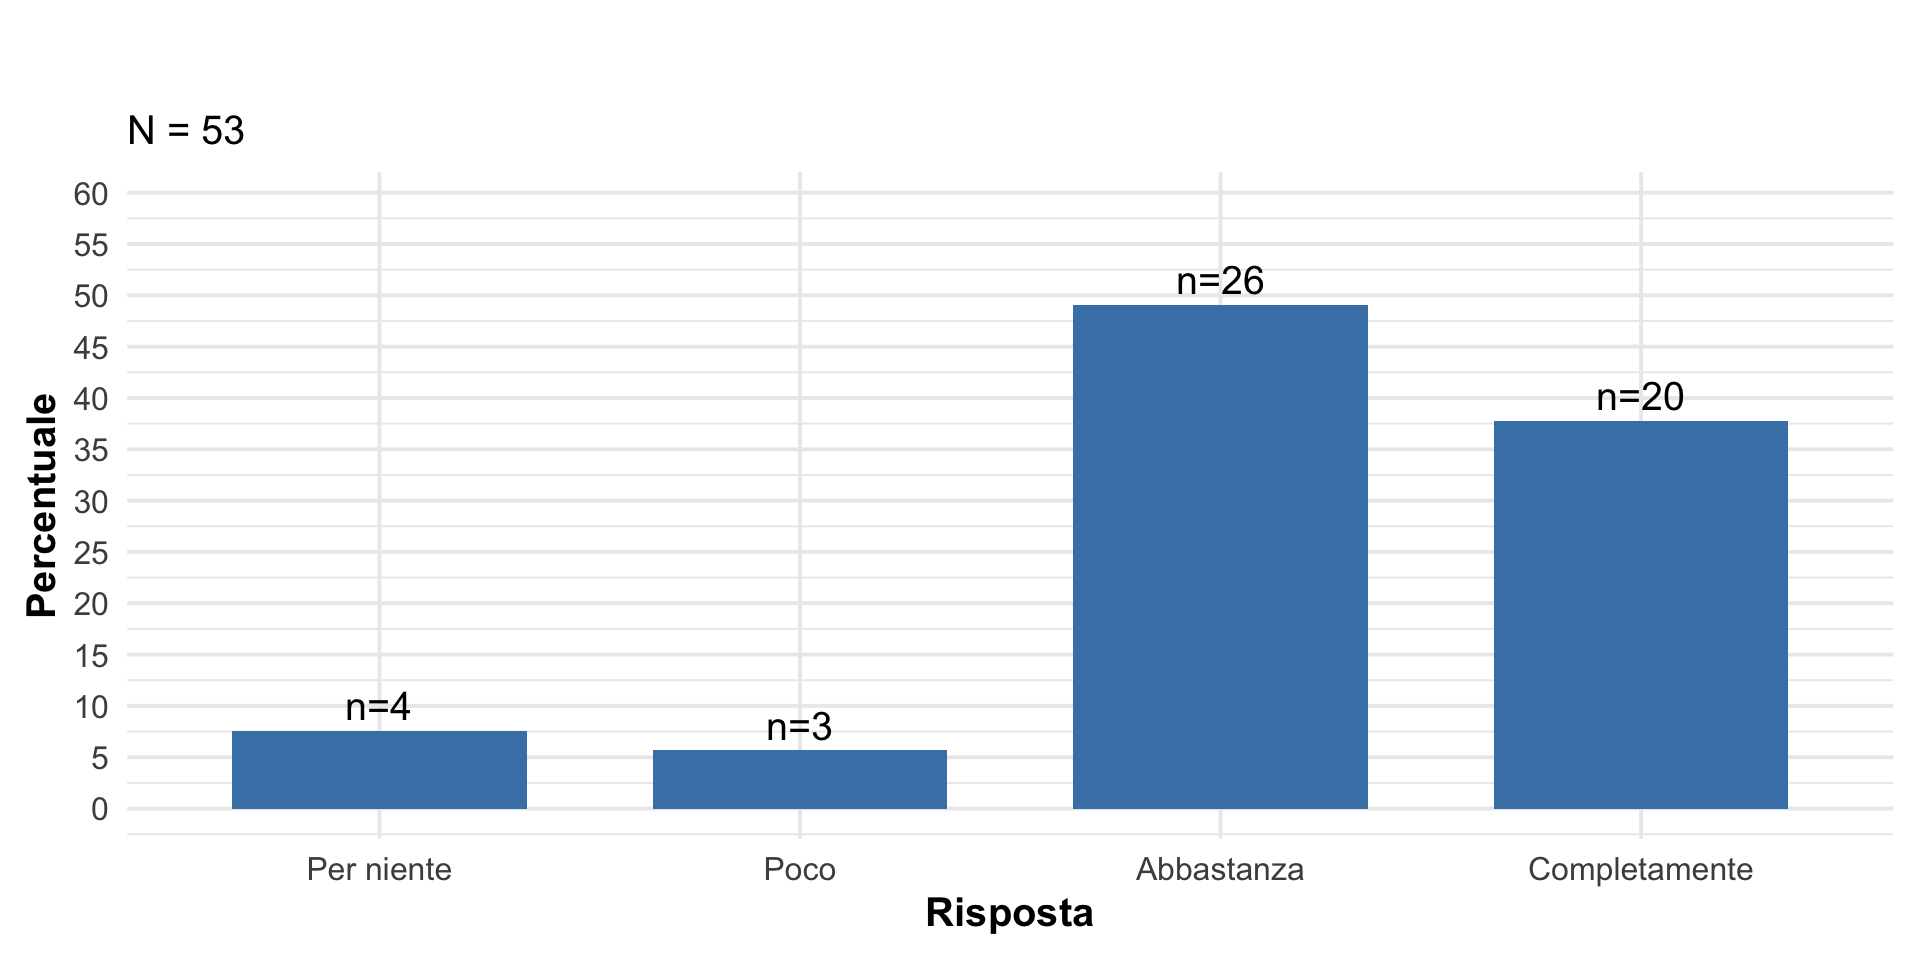 N = 53
Percentuale
60
55
50
45
40
35
30
25
20
15
10
5
0
n=4
n=3
n=26
n=20
Per niente
Poco
Abbastanza
Completamente
Risposta